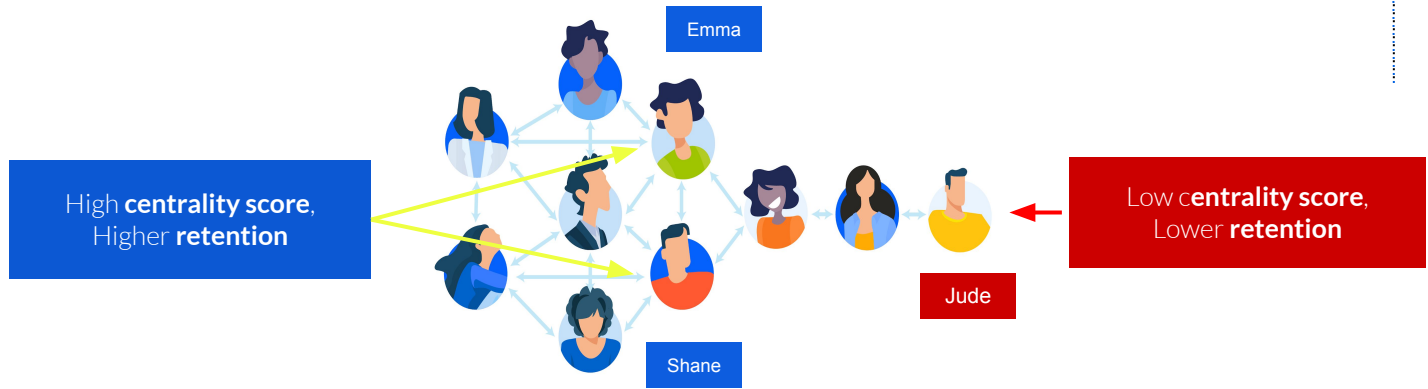 Emma
High centrality score,
Higher retention
Low centrality score,
Lower retention
Jude
Shane